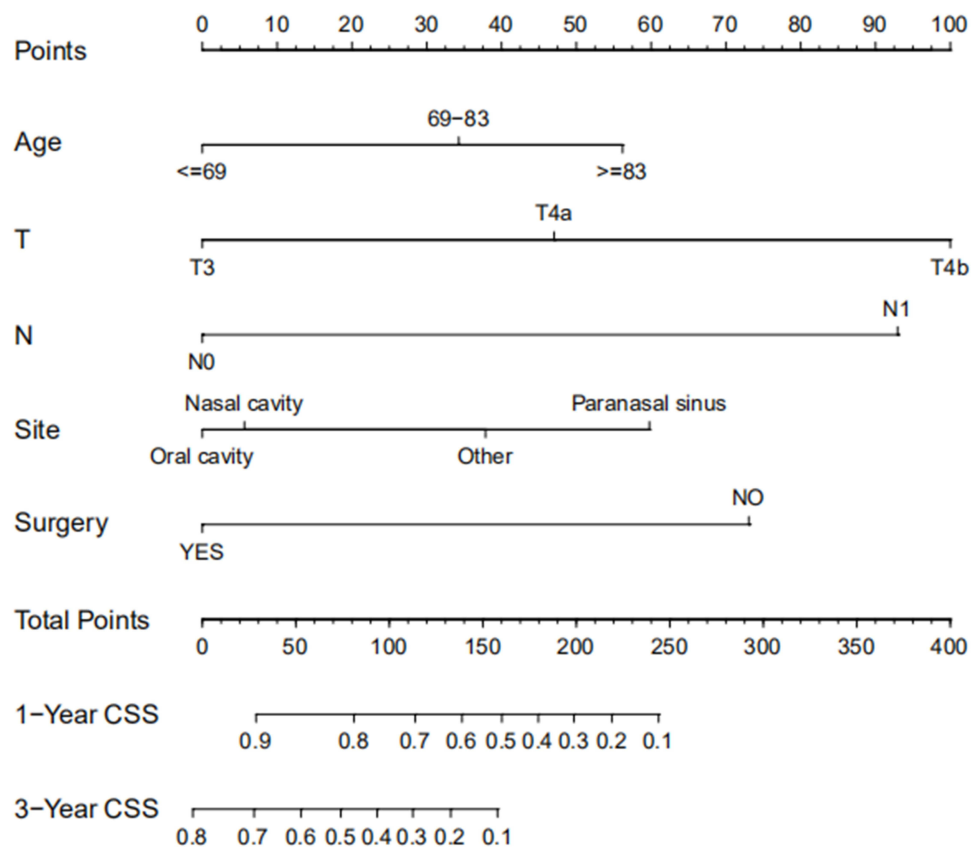 0 10 20 30 40 50 60 70 80 90 100
Points
69−83
Age
<=69 >=83
T4a
T
T3 T4b
N1
N
N0
Nasal cavity Paranasal sinus
Site
Oral cavity Other
NO
Surgery
YES
Total Points
0 50 100 150 200 250 300 350 400
1−Year CSS
0.9 0.8 0.7 0.6 0.5 0.4 0.3 0.2 0.1
3−Year CSS
0.8 0.7 0.6 0.5 0.4 0.3 0.2 0.1